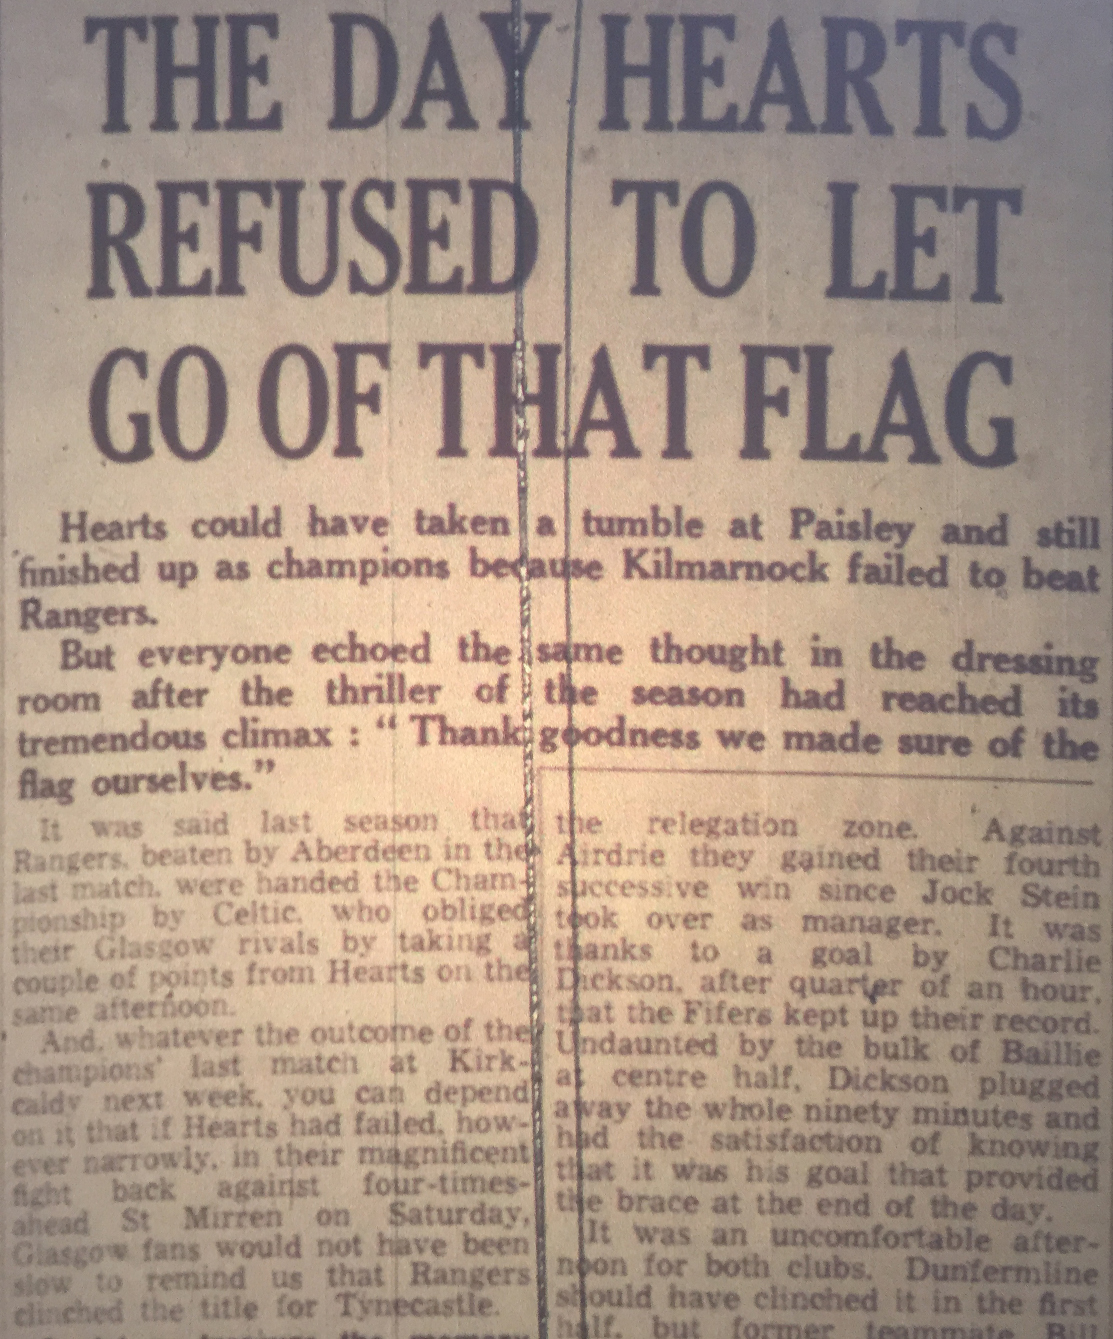 THE DAY HEARTS
REFUSED TO LET
GO OF THAT FLAG
Hearts could have taken a tumble at Paisley and still
finished up as champions because Kilmarnock failed to beat
Rangers.
But everyone echoed the same thought in the dressing
room after the thriller of the season had reached its
tremendous climax : “ Thank goodness we made sure of the
flag ourselves.”
It was said last season that
Rangers, beaten by Aberdeen in the
last match, were handed the Cham-
pionship by Celtic, who obliged
their Glasgow rivals by taking a
couple of points from Hearts on the
same afternoon.
And, whatever the outcome of the
champions' last match at Kirk-
caldy next week, you can depend
on it that if Hearts had failed, how-
ever narrowly, in their magnificent
fight back against four-times-
ahead St Mirren on Saturday,
Glasgow fans would not have been
slow to remind us that Rangers
clinched the title for Tynecastle.
the memory
the relegation zone. Against
Airdrie they gained their fourth
successive win since Jock Stein
took over as manager. It was
thanks to a goal by Charlie
Dickson, after quarter of an hour,
that the Fifers kept up their record.
Undaunted by the bulk of Baillie
at centre half, Dickson plugged
away the whole ninety minutes and
had the satisfaction of knowing
that it was his goal that provided
the brace at the end of the day.
It was an uncomfortable after-
noon for both clubs. Dunfermline
should have clinched it in the first
half, but former teammate Bill